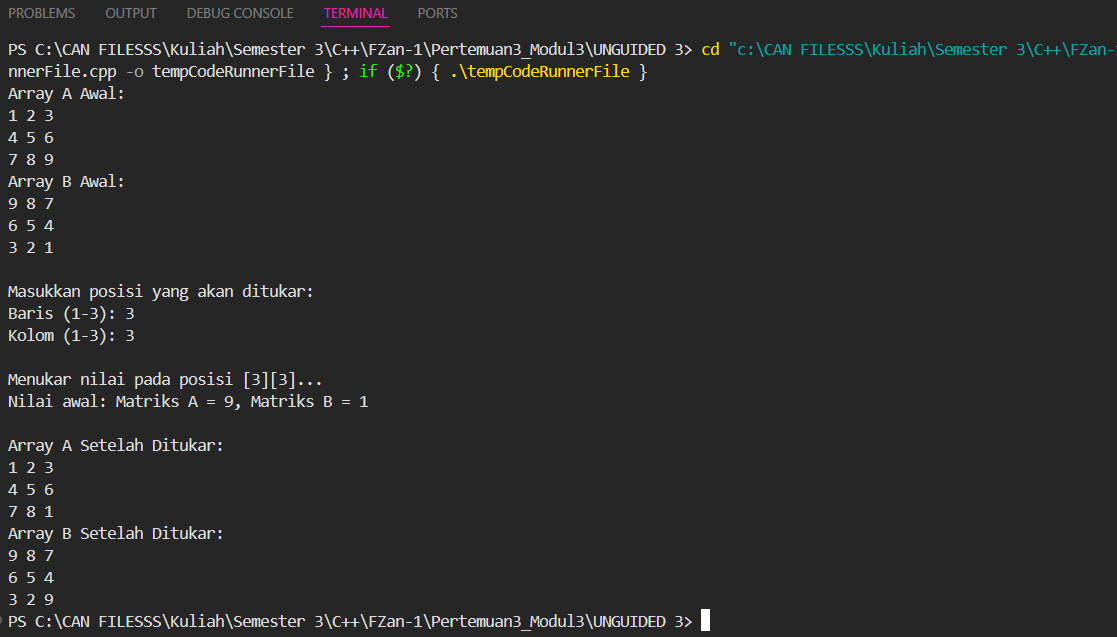 PROBLEMS OUTPUT DEBUG CONSOLE TERMINAL PORTS
PS C:\CAN FILESSS\Kuliah\Semester 3\C++\FZan-1\Pertemuan3_Modul3\UNGUIDED 3> cd "c:\CAN FILESSS\Kuliah\Semester 3\C++\FZan-
nnerFile.cpp -o tempCodeRunnerFile } ; if ($?) { .\tempCodeRunnerFile }
Array A Awal:
1 2 3
4 5 6
7 8 9
Array B Awal:
9 8 7
6 5 4
3 2 1
Masukkan posisi yang akan ditukar:
Baris (1-3): 3
Kolom (1-3): 3
Menukar nilai pada posisi [3][3]...
Nilai awal: Matriks A = 9, Matriks B = 1
Array A Setelah Ditukar:
1 2 3
4 5 6
7 8 1
Array B Setelah Ditukar:
9 8 7
6 5 4
3 2 9
PS C:\CAN FILESSS\Kuliah\Semester 3\C++\FZan-1\Pertemuan3_Modul3\UNGUIDED 3>